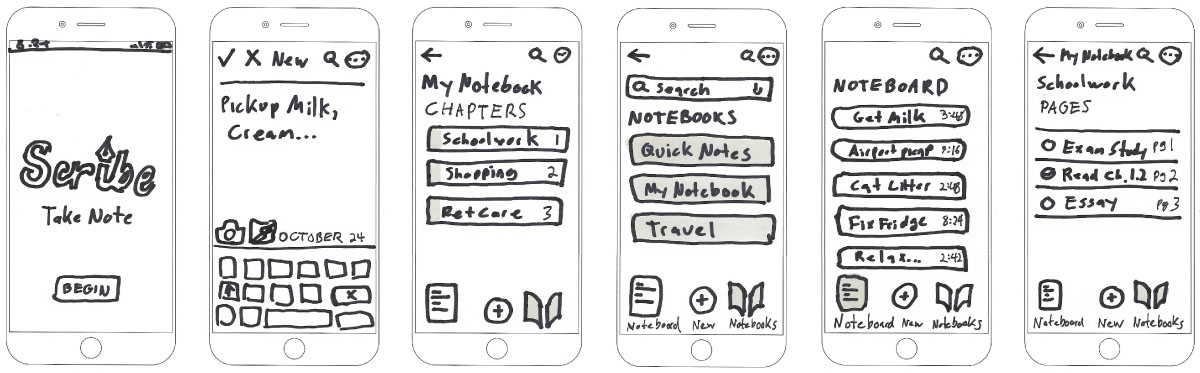 8:24
Scribe
Take Note
BEGIN
✓ X New
Pickup Milk,
Cream...
OCTOBER 24
X
My Notebook
CHAPTERS
Schoolwork 1
Shopping 2
PetCare 3
search
NOTEBOOKS
Quick Notes
My Notebook
Travel
Noteboard New Notebooks
NOTEBOARD
Get Milk 3:48
Airport pickup 9:16
Cat Litter 2:48
Fix Fridge 8:24
Relax... 2:42
Noteboard New Notebooks
My Notebook
Schoolwork
PAGES
Exam Study pg 1
Read Ch.1.2 Pg 2
Essay Pg.3
Noteboard New Notebooks